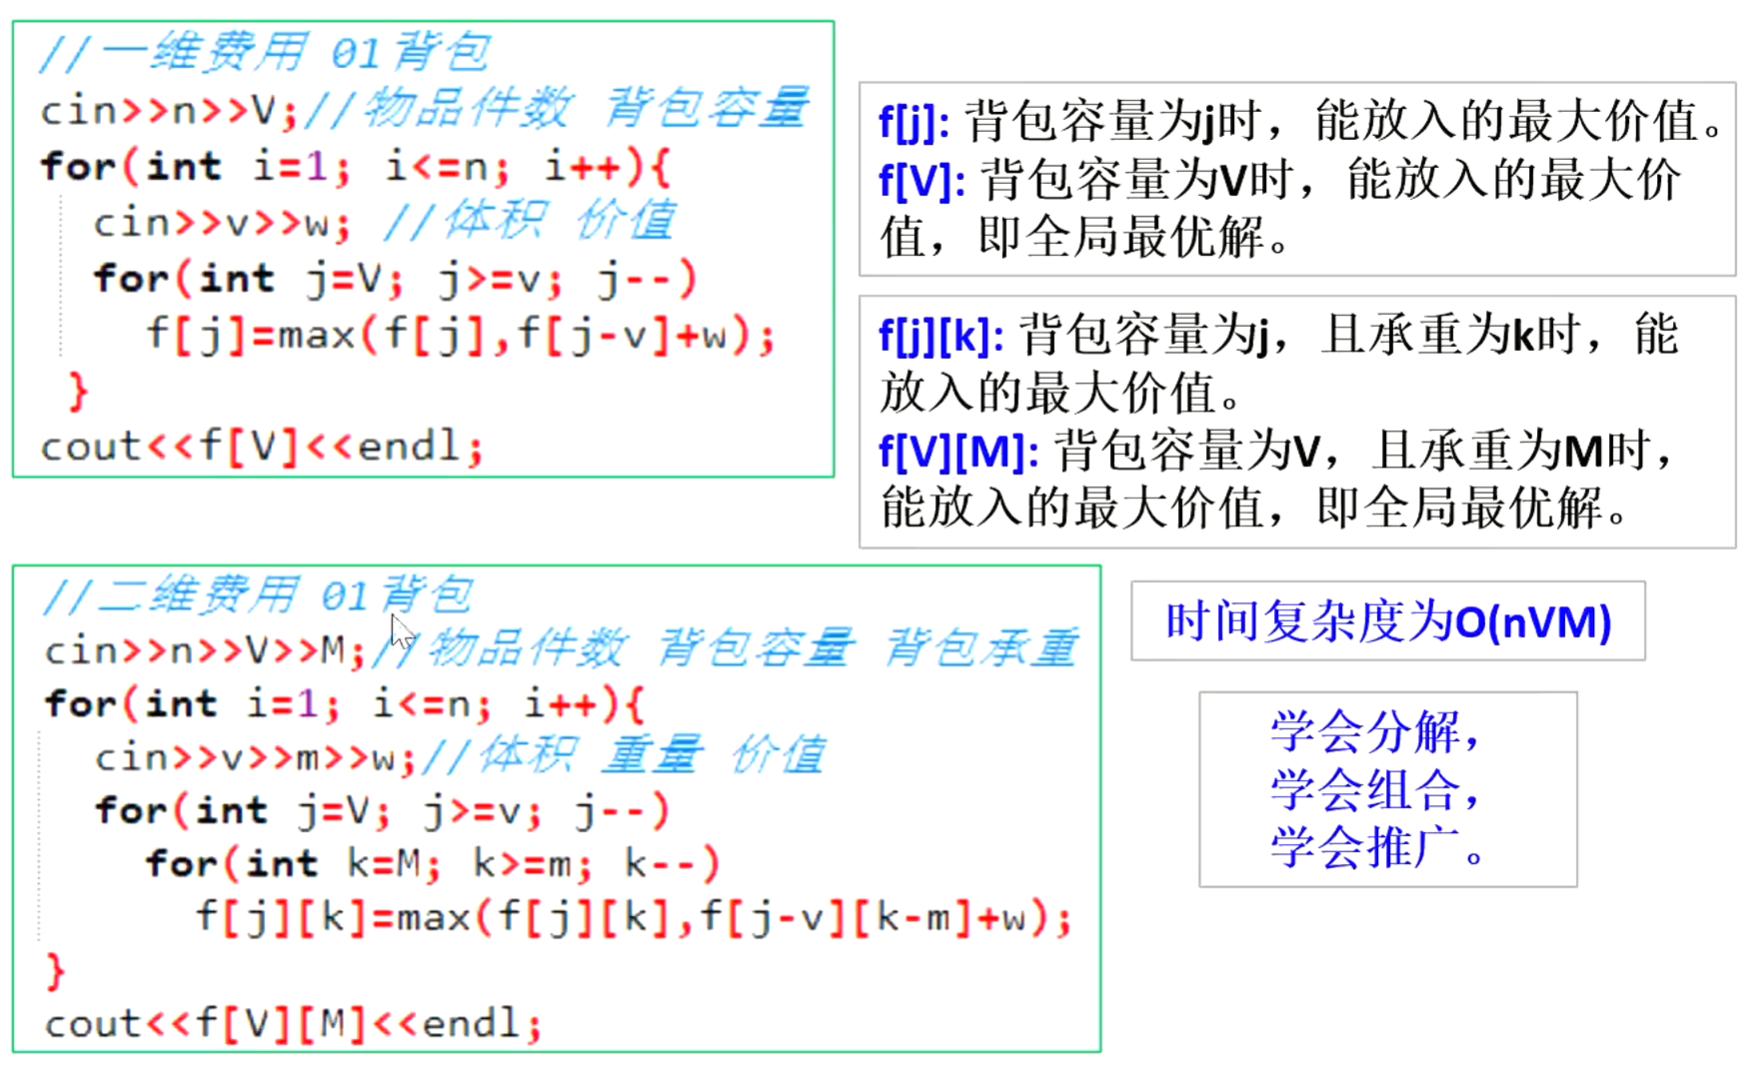 //一维费用 01背包
cin>>n>>V;//物品件数 背包容量
for(int i=1; i<=n; i++){
cin>>v>>w; //体积 价值
for(int j=V; j>=v; j--)
f[j]=max(f[j],f[j-v]+w);
}
cout<<f[V]<<endl;
f[j]: 背包容量为j时，能放入的最大价值。
f[V]: 背包容量为V时，能放入的最大价
值，即全局最优解。
f[j][k]: 背包容量为j，且承重为k时，能
放入的最大价值。
f[V][M]: 背包容量为V，且承重为M时，
能放入的最大价值，即全局最优解。
//二维费用 01背包
cin>>n>>V>>M;//物品件数 背包容量 背包承重
for(int i=1; i<=n; i++){
cin>>v>>m>>w;//体积 重量 价值
for(int j=V; j>=v; j--)
for(int k=M; k>=m; k--)
f[j][k]=max(f[j][k],f[j-v][k-m]+w);
}
cout<<f[V][M]<<endl;
时间复杂度为O(nVM)
学会分解，
学会组合，
学会推广。